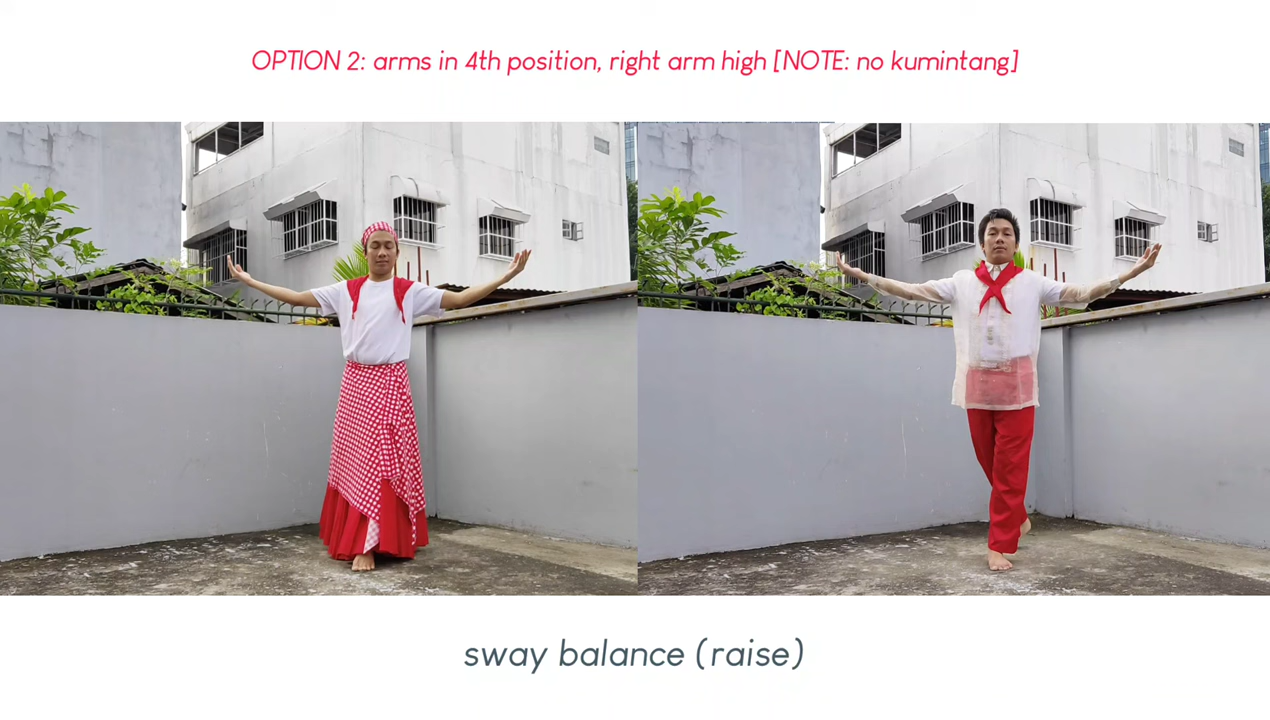 OPTION 2: arms in 4th position, right arm high [NOTE: no kumintang]
sway balance (raise)